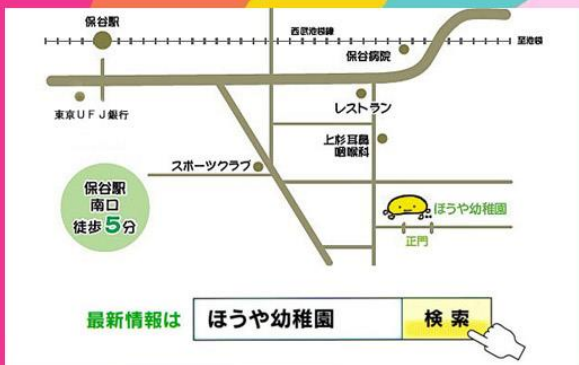 保谷駅
西武池袋線
至池袋
保谷病院
東京UFJ銀行
レストラン
上杉耳鼻
咽喉科
スポーツクラブ
保谷駅
南口
徒歩5分
ほうや幼稚園
正門
最新情報は ほうや幼稚園 検索